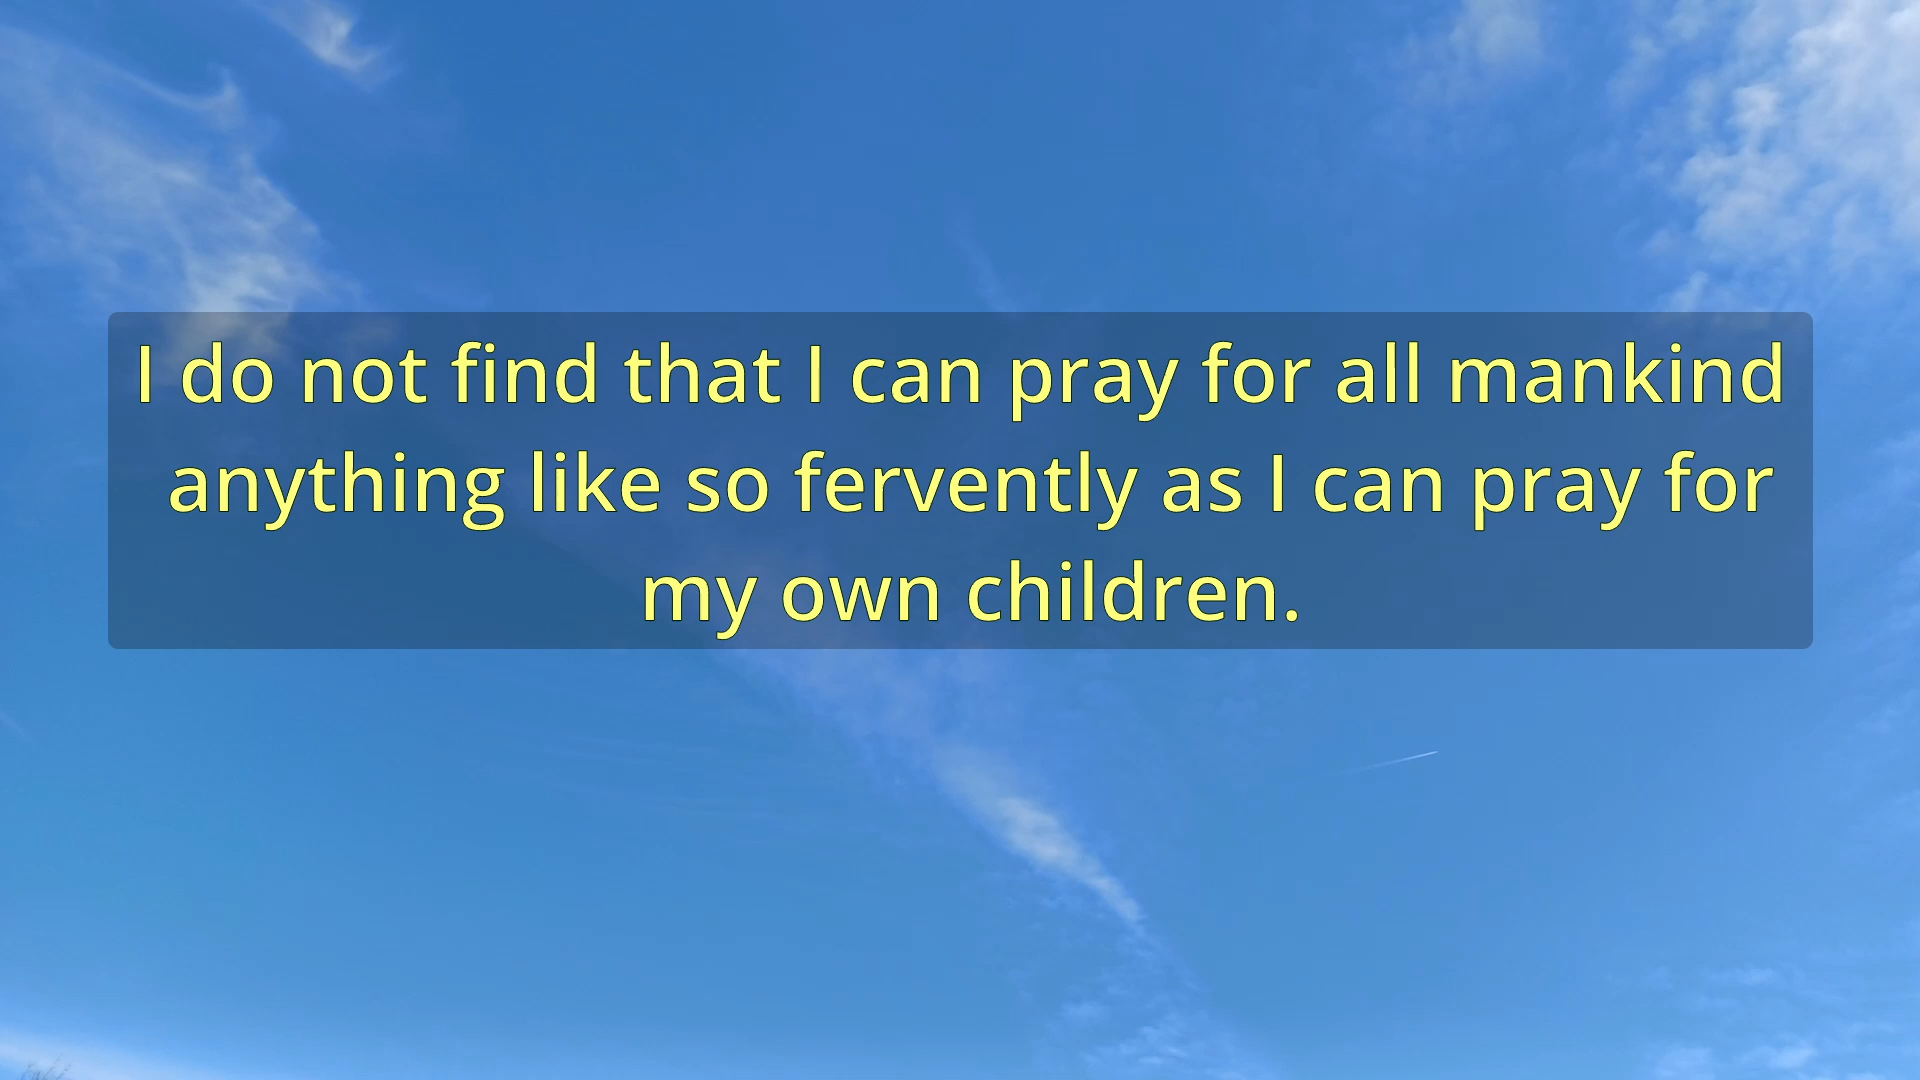 I do not find that I can pray for all mankind
anything like so fervently as I can pray for
my own children.